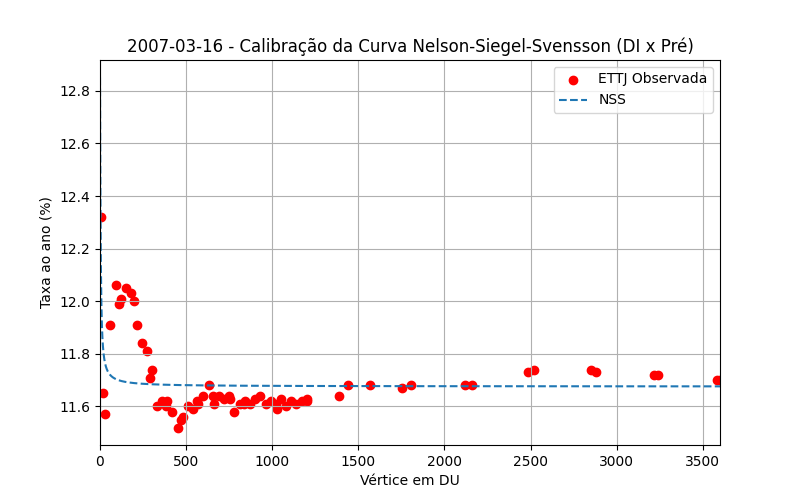 2007-03-16 - Calibração da Curva Nelson-Siegel-Svensson (DI x Pré)
ETTJ Observada
NSS
Taxa ao ano (%)
12.8
12.6
12.4
12.2
12.0
11.8
11.6
0 500 1000 1500 2000 2500 3000 3500
Vértice em DU